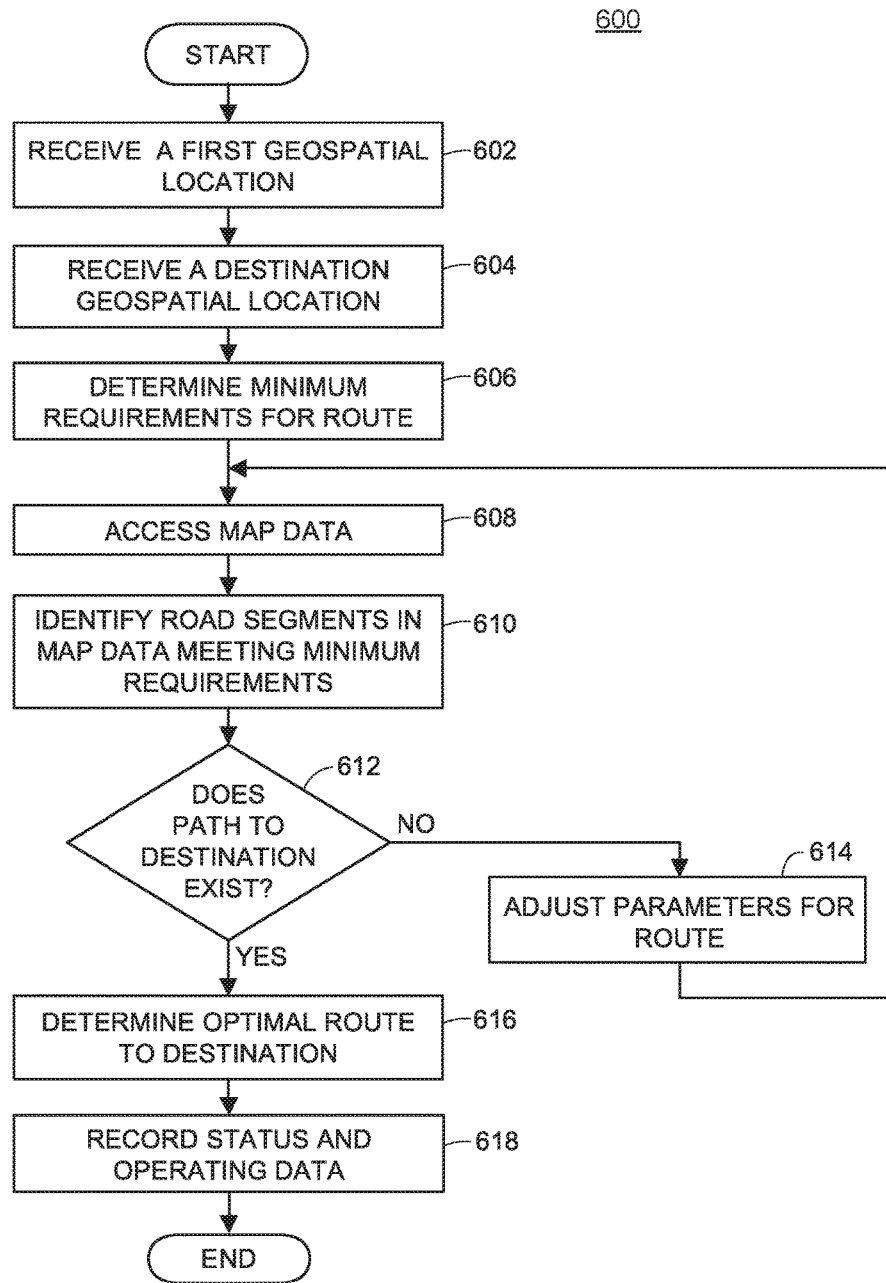 600
START
RECEIVE A FIRST GEOSPATIAL
LOCATION
602
RECEIVE A DESTINATION
GEOSPATIAL LOCATION
604
DETERMINE MINIMUM
REQUIREMENTS FOR ROUTE
606
ACCESS MAP DATA
608
IDENTIFY ROAD SEGMENTS IN
MAP DATA MEETING MINIMUM
REQUIREMENTS
610
612
DOES
PATH TO
DESTINATION
EXIST?
NO
614
ADJUST PARAMETERS FOR
ROUTE
YES
DETERMINE OPTIMAL ROUTE
TO DESTINATION
616
RECORD STATUS AND
OPERATING DATA
618
END